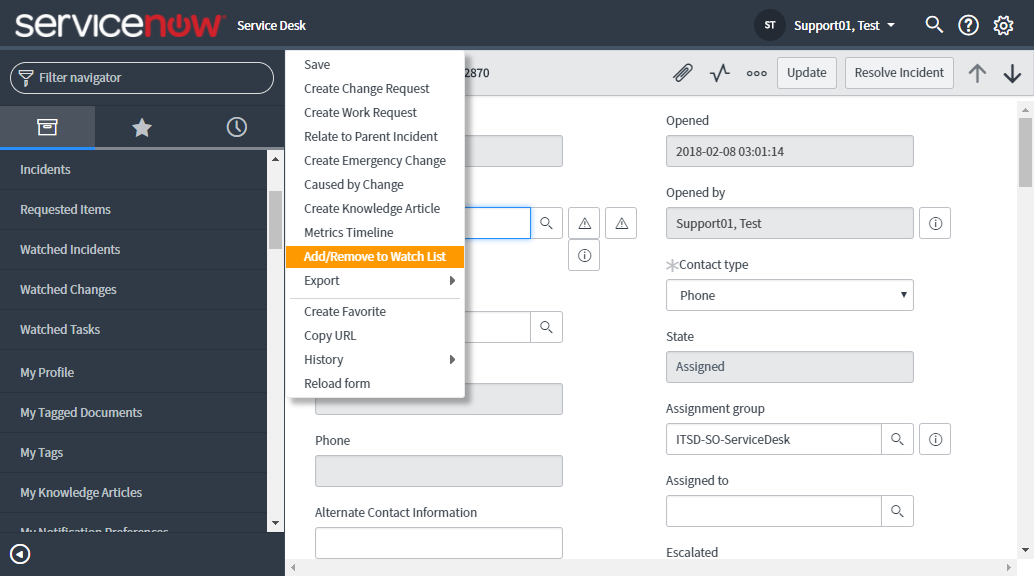 servicenow Service Desk
ST Support01, Test
Filter navigator
Incidents
Requested Items
Watched Incidents
Watched Changes
Watched Tasks
My Profile
My Tagged Documents
My Tags
My Knowledge Articles
My Notification Preferences
Save
Create Change Request
Create Work Request
Relate to Parent Incident
Create Emergency Change
Caused by Change
Create Knowledge Article
Metrics Timeline
Add/Remove to Watch List
Export
Create Favorite
Copy URL
History
Reload form
2870
Update
Resolve Incident
Phone
Alternate Contact Information
Opened
2018-02-08 03:01:14
Opened by
Support01, Test
Contact type
Phone
State
Assigned
Assignment group
ITSD-SO-ServiceDesk
Assigned to
Escalated